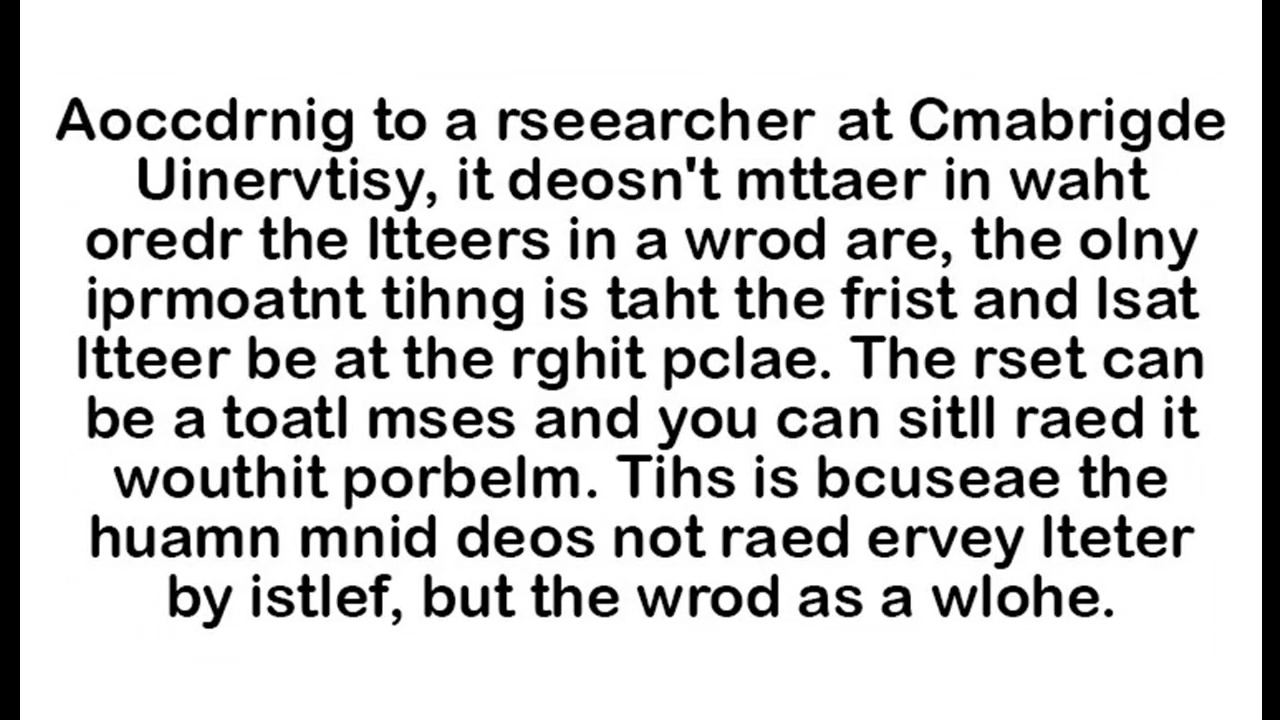 Aoccdrnig to a rseearcher at Cmabrigde
Uinervtisy, it deosn't mttaer in waht
oredr the ltteers in a wrod are, the olny
iprmoatnt tihng is taht the frist and lsat
ltteer be at the rghit pclae. The rset can
be a toatl mses and you can sitll raed it
wouthit porbelm. Tihs is bcuseae the
huamn mnid deos not raed ervey lteter
by istlef, but the wrod as a wlohe.